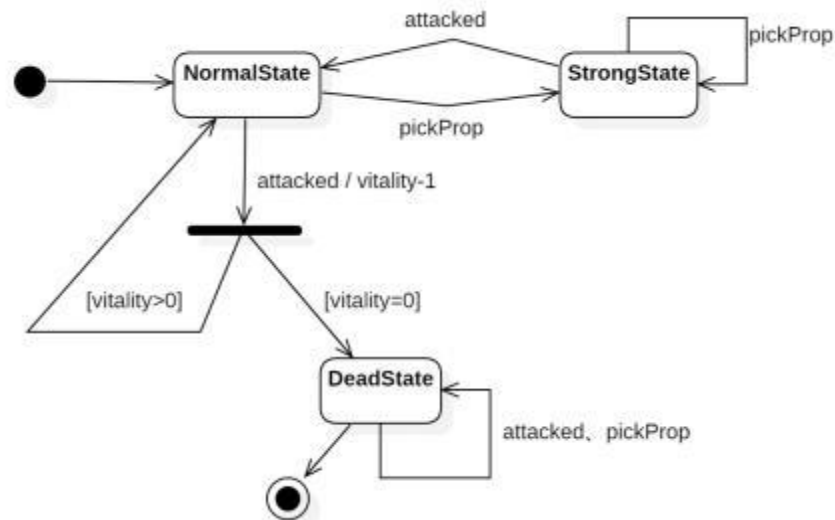 attacked
pickProp
NormalState
StrongState
pickProp
attacked / vitality-1
[vitality>0]
[vitality=0]
DeadState
attacked、pickProp